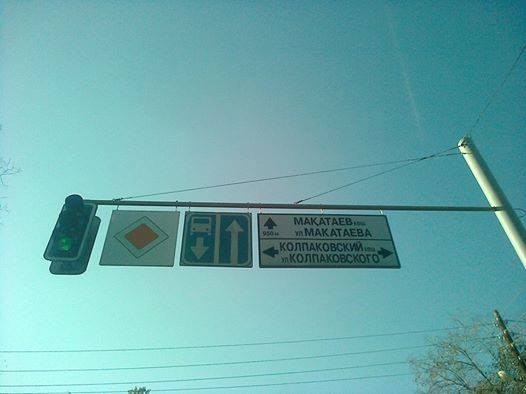 МАҚАТАЕВ КӨШ.
950 м ул. МАКАТАЕВА
КОЛПАКОВСКИЙ КӨШ.
ул. КОЛПАКОВСКОГО